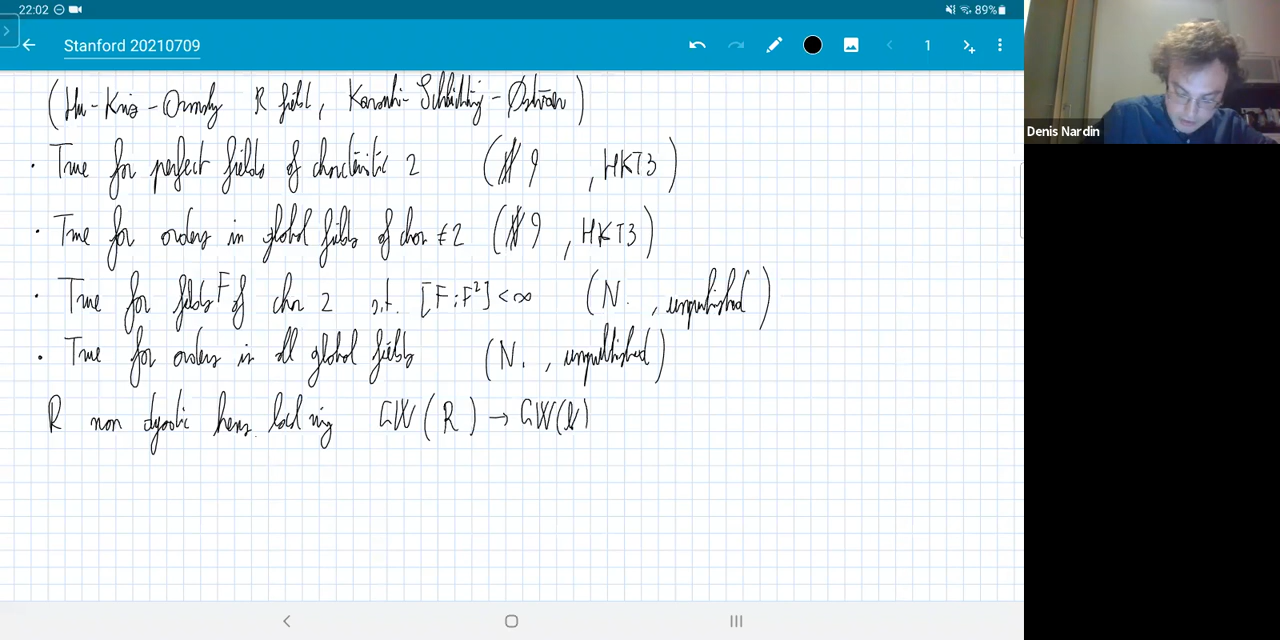 22:02 89%
Stanford 20210709 1
Denis Nardin
(Hu-Kriz-Ormsby R field, Karoubi-Schlichting-Østvær)
· True for perfect fields of characteristic 2 (#9, HKT3)
· True for orders in global fields of char ≠ 2 (#9, HKT3)
· True for fields F of char 2 s.t. [F:F²] < ∞ (N., unpublished)
· True for orders in all global fields (N., unpublished)
R non dyadic hens. local ring GW(R) → GW(k)